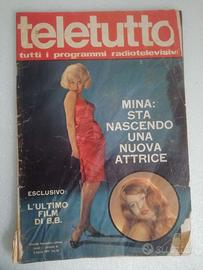 teletutto
tutti i programmi radiotelevisivi
MINA:
STA
NASCENDO
UNA
NUOVA
ATTRICE
ESCLUSIVO:
L'ULTIMO
FILM
DI B.B.